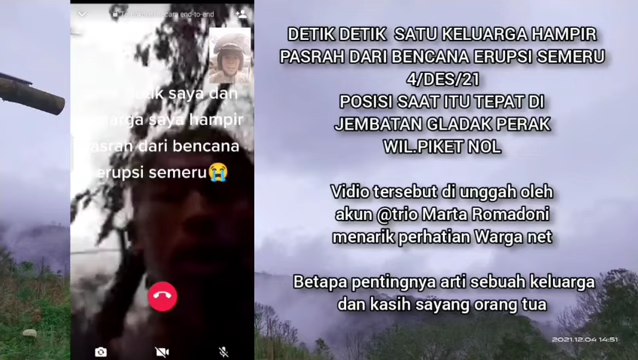 end-to-end
saya dan
saya hampir
dari bencana
erupsi semeru😭
DETIK DETIK SATU KELUARGA HAMPIR
PASRAH DARI BENCANA ERUPSI SEMERU
4/DES/21
POSISI SAAT ITU TEPAT DI
JEMBATAN GLADAK PERAK
WIL.PIKET NOL
Vidio tersebut di unggah oleh
akun @trio Marta Romadoni
menarik perhatian Warga net
Betapa pentingnya arti sebuah keluarga
dan kasih sayang orang tua
2021.12.04 14:51